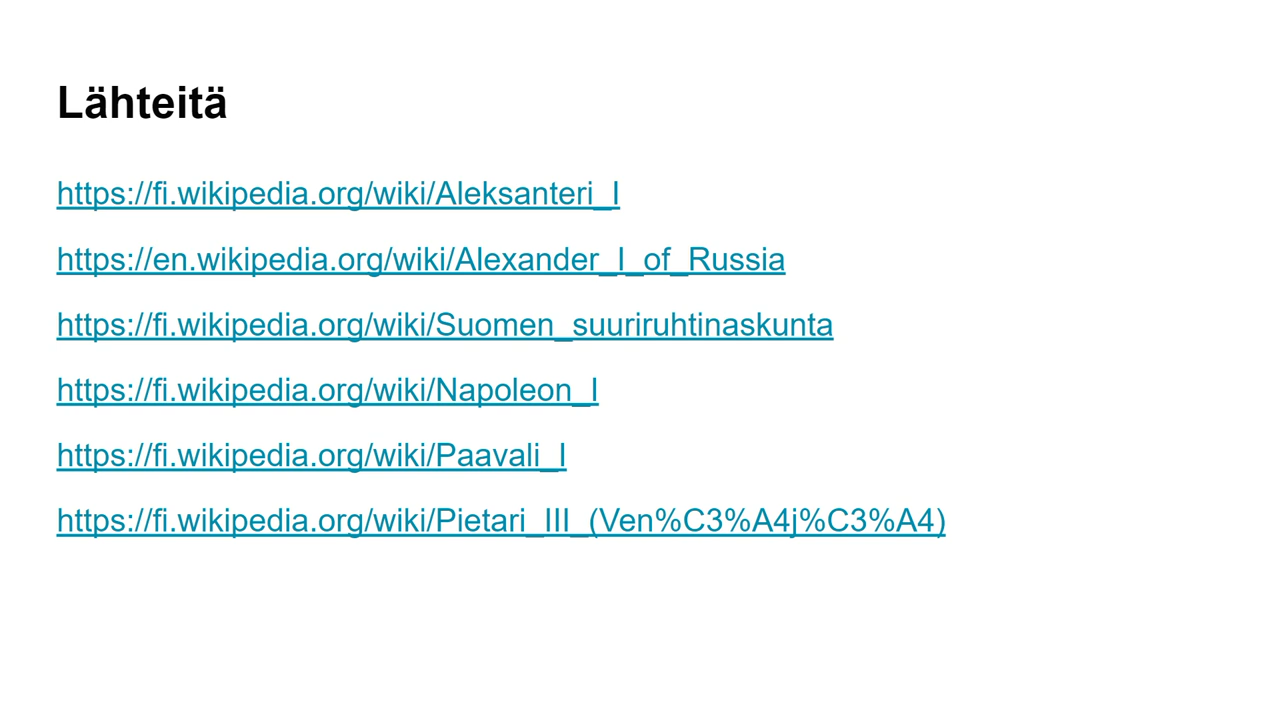 Lähteitä
https://fi.wikipedia.org/wiki/Aleksanteri_I
https://en.wikipedia.org/wiki/Alexander_I_of_Russia
https://fi.wikipedia.org/wiki/Suomen_suuriruhtinaskunta
https://fi.wikipedia.org/wiki/Napoleon_I
https://fi.wikipedia.org/wiki/Paavali_I
https://fi.wikipedia.org/wiki/Pietari_III_(Ven%C3%A4j%C3%A4)